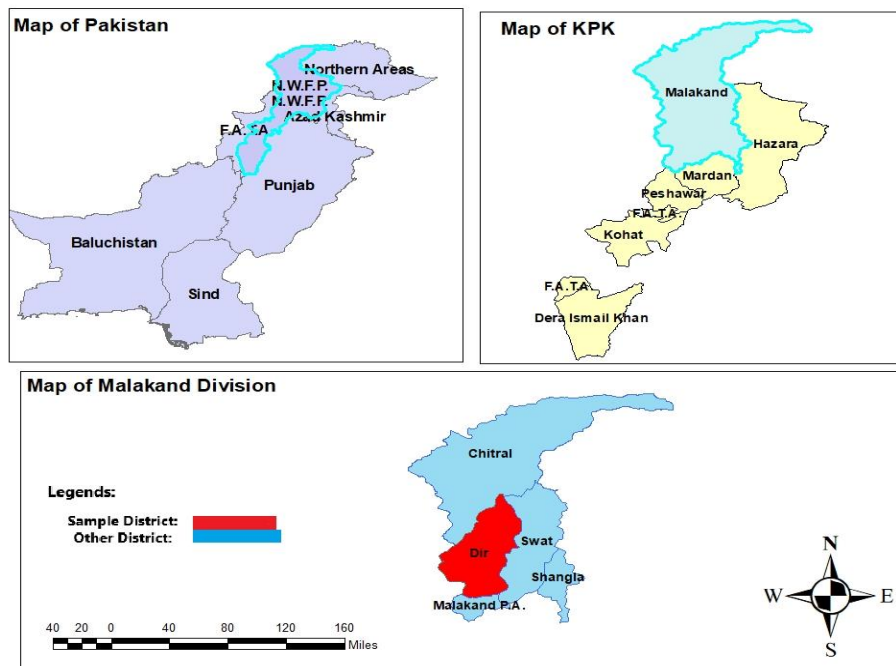 Map of Pakistan
Northern Areas
N.W.F.P.
N.W.F.F.
Azad Kashmir
F.A.T.A
Punjab
Baluchistan
Sind
Map of KPK
Malakand
Hazara
Mardan
Peshawar
F.A.T.A.
Kohat
F.A.T.A.
Dera Ismail Khan
Map of Malakand Division
Chitral
Legends:
Sample District:
Other District:
Swat
Dir
Shangla
Malakand P.A.
N
W E
S
40 20 0 40 80 120 160
Miles